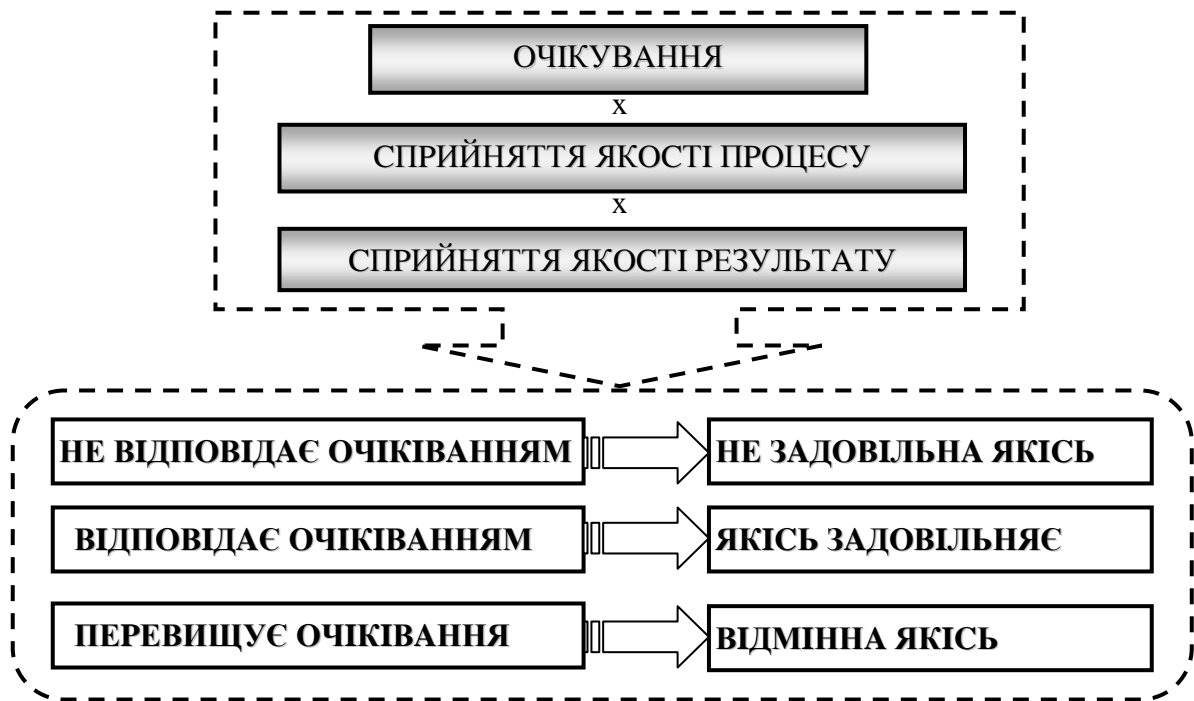 ОЧІКУВАННЯ
х
СПРИЙНЯТТЯ ЯКОСТІ ПРОЦЕСУ
х
СПРИЙНЯТТЯ ЯКОСТІ РЕЗУЛЬТАТУ
НЕ ВІДПОВІДАЄ ОЧІКІВАННЯМ
НЕ ЗАДОВІЛЬНА ЯКІСЬ
ВІДПОВІДАЄ ОЧІКІВАННЯМ
ЯКІСЬ ЗАДОВІЛЬНЯЄ
ПЕРЕВИЩУЄ ОЧІКІВАННЯ
ВІДМІННА ЯКІСЬ